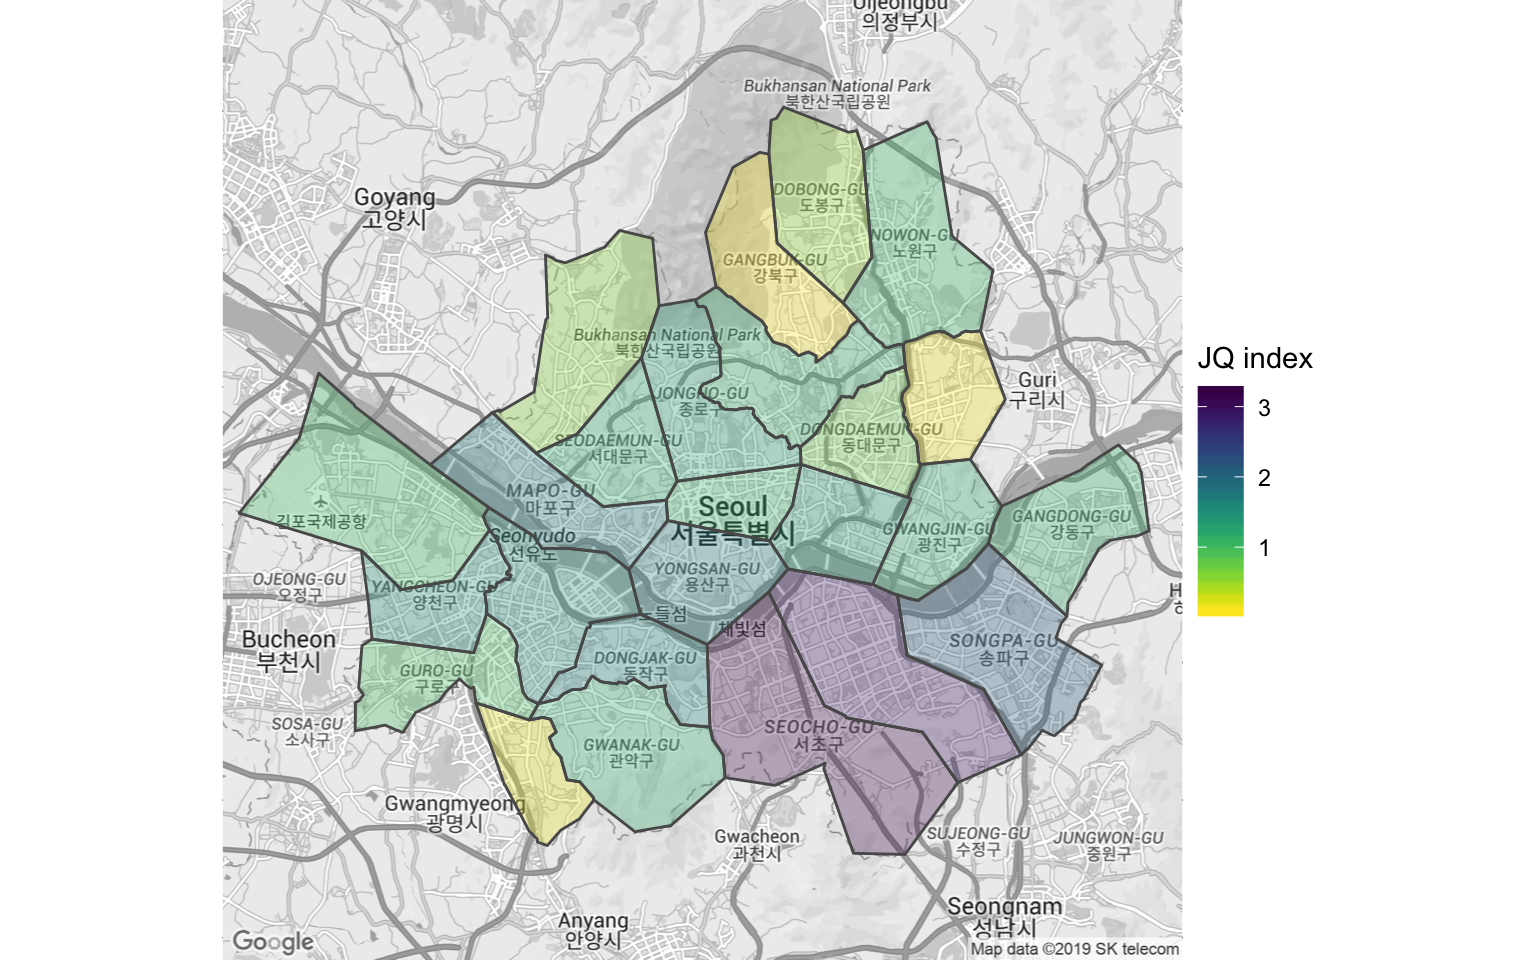 Uijeongbu
의정부시
Bukhansan National Park
북한산국립공원
Goyang
고양시
DOBONG-GU
도봉구
NOWON-GU
노원구
GANGBUK-GU
강북구
Bukhansan National Park
북한산국립공원
JONGNO-GU
종로구
Guri
구리시
SEODAEMUN-GU
서대문구
DONGDAEMUN-GU
동대문구
MAPO-GU
마포구
Seoul
서울특별시
김포국제공항
Seonyudo
선유도
GWANGJIN-GU
광진구
GANGDONG-GU
강동구
OJEONG-GU
오정구
YANGCHEON-GU
양천구
YONGSAN-GU
용산구
노들섬
채빛섬
Bucheon
부천시
GURO-GU
구로구
DONGJAK-GU
동작구
SONGPA-GU
송파구
SOSA-GU
소사구
GWANAK-GU
관악구
SEOCHO-GU
서초구
Gwangmyeong
광명시
Gwacheon
과천시
SUJEONG-GU
수정구
JUNGWON-GU
중원구
Anyang
안양시
Seongnam
성남시
Google
Map data ©2019 SK telecom
JQ index
3
2
1